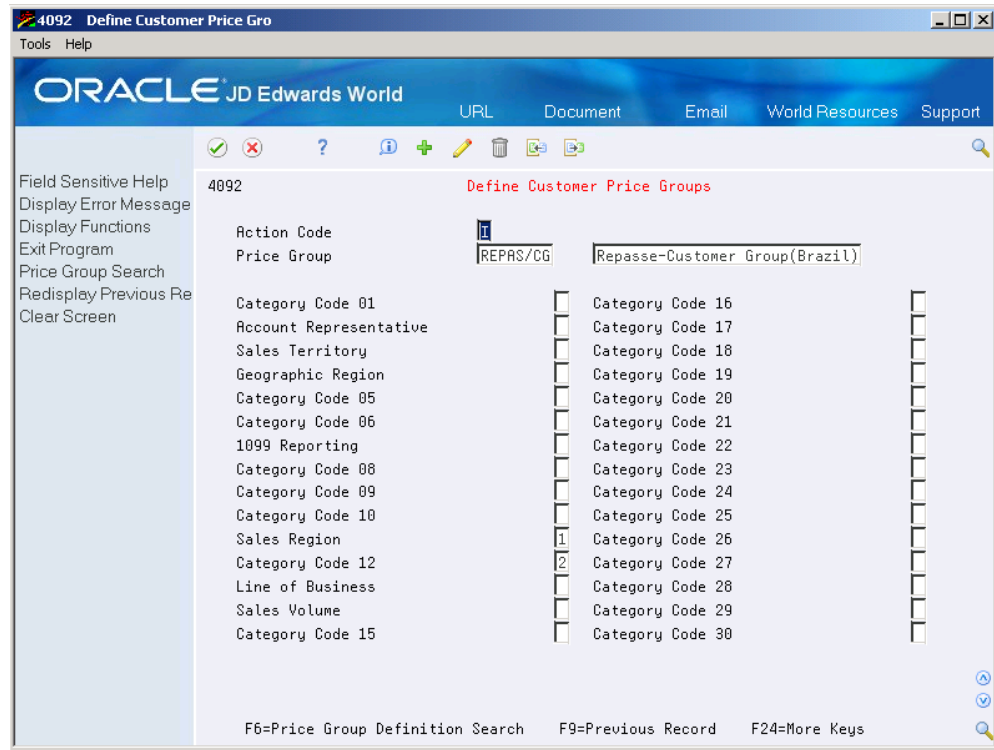 4092 Define Customer Price Gro
Tools Help
ORACLE JD Edwards World
URL Document Email World Resources Support
?
Field Sensitive Help
Display Error Message
Display Functions
Exit Program
Price Group Search
Redisplay Previous Re
Clear Screen
4092 Define Customer Price Groups
Action Code I
Price Group REPAS/CG Repasse-Customer Group(Brazil)
Category Code 01 Category Code 16
Account Representative Category Code 17
Sales Territory Category Code 18
Geographic Region Category Code 19
Category Code 05 Category Code 20
Category Code 06 Category Code 21
1099 Reporting Category Code 22
Category Code 08 Category Code 23
Category Code 09 Category Code 24
Category Code 10 Category Code 25
Sales Region 1 Category Code 26
Category Code 12 2 Category Code 27
Line of Business Category Code 28
Sales Volume Category Code 29
Category Code 15 Category Code 30
F6=Price Group Definition Search F9=Previous Record F24=More Keys